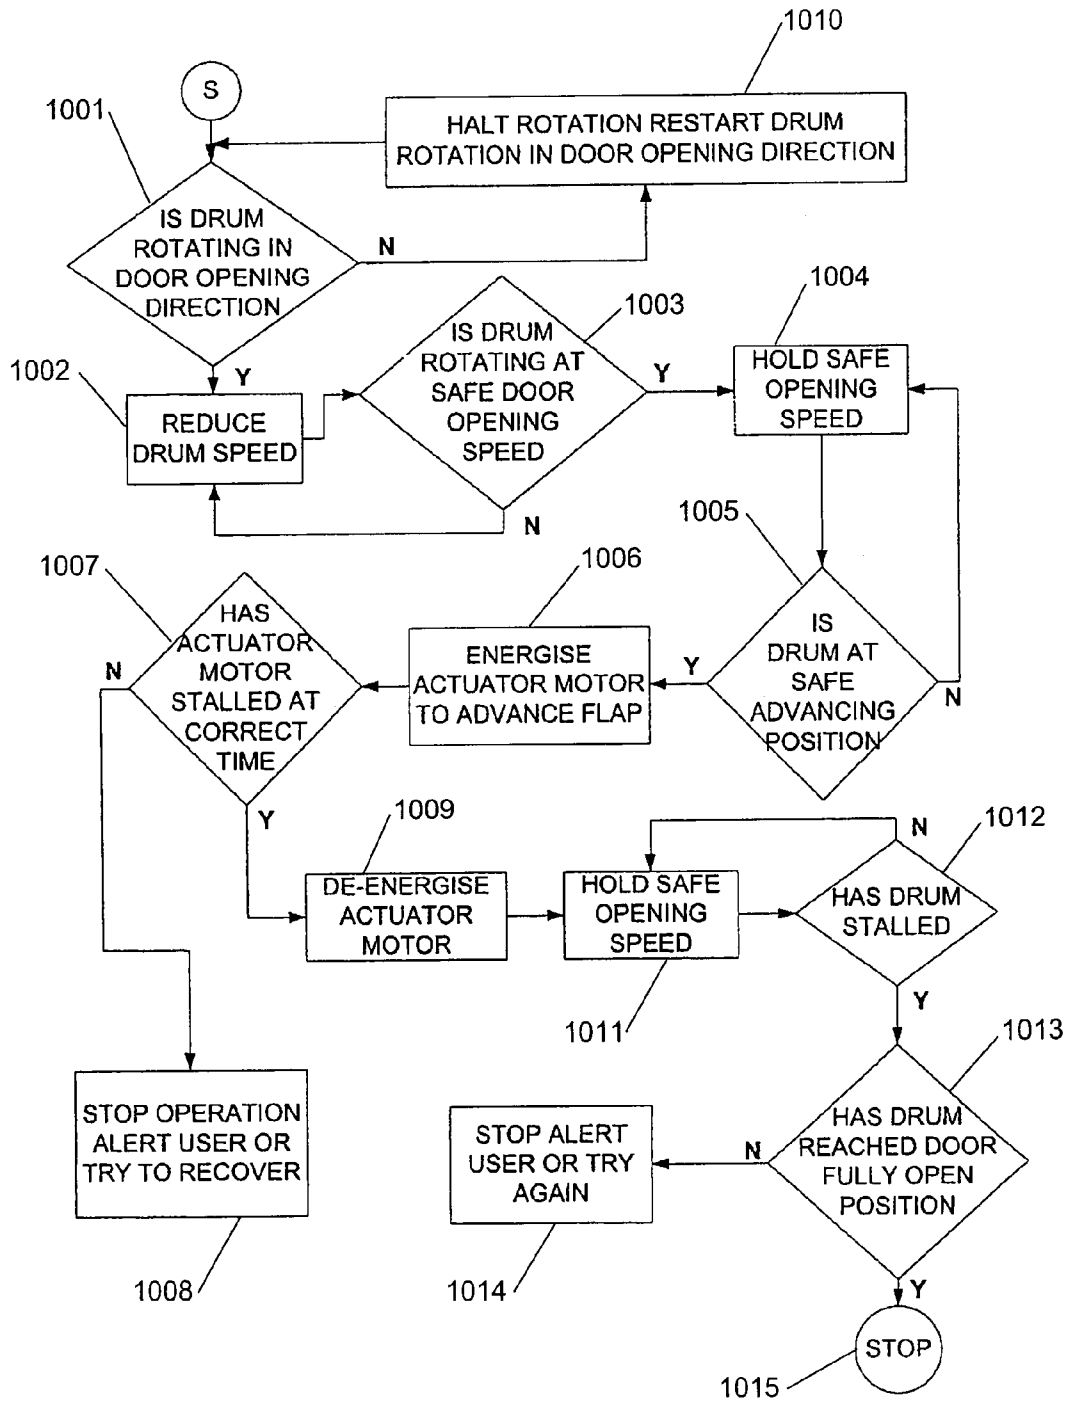 1010
S
1001
HALT ROTATION RESTART DRUM
ROTATION IN DOOR OPENING DIRECTION
IS DRUM
ROTATING IN
DOOR OPENING
DIRECTION
N
Y
1002
REDUCE
DRUM SPEED
1003
IS DRUM
ROTATING AT
SAFE DOOR
OPENING
SPEED
Y
N
1004
HOLD SAFE
OPENING
SPEED
1005
IS
DRUM AT
SAFE
ADVANCING
POSITION
N
Y
1006
ENERGISE
ACTUATOR MOTOR
TO ADVANCE FLAP
1007
HAS
ACTUATOR
MOTOR
STALLED AT
CORRECT
TIME
N
Y
1009
DE-ENERGISE
ACTUATOR
MOTOR
HOLD SAFE
OPENING
SPEED
1011
N
1012
HAS DRUM
STALLED
Y
1013
HAS DRUM
REACHED DOOR
FULLY OPEN
POSITION
N
STOP ALERT
USER OR TRY
AGAIN
1014
STOP OPERATION
ALERT USER OR
TRY TO RECOVER
1008
Y
STOP
1015